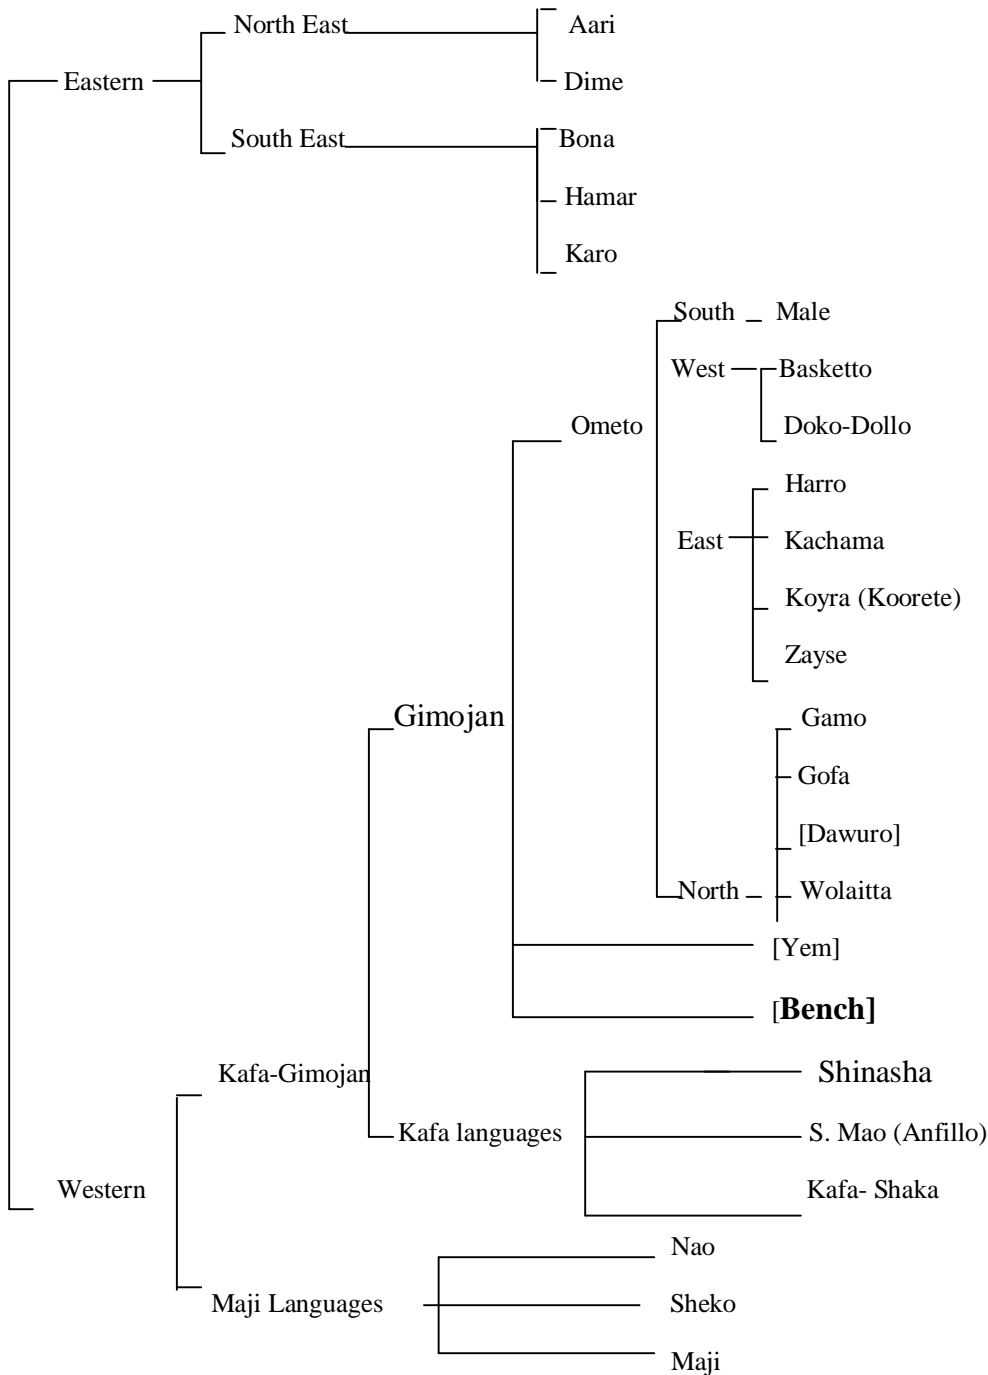 North East
Aari
Eastern
Dime
South East
Bona
Hamar
Karo
South
Male
West
Basketto
Ometo
Doko-Dollo
Harro
East
Kachama
Koyra (Koorete)
Zayse
Gimojan
Gamo
Gofa
[Dawuro]
North
Wolaitta
[Yem]
[Bench]
Kafa-Gimojan
Shinasha
Kafa languages
S. Mao (Anfillo)
Western
Kafa- Shaka
Nao
Maji Languages
Sheko
Maji